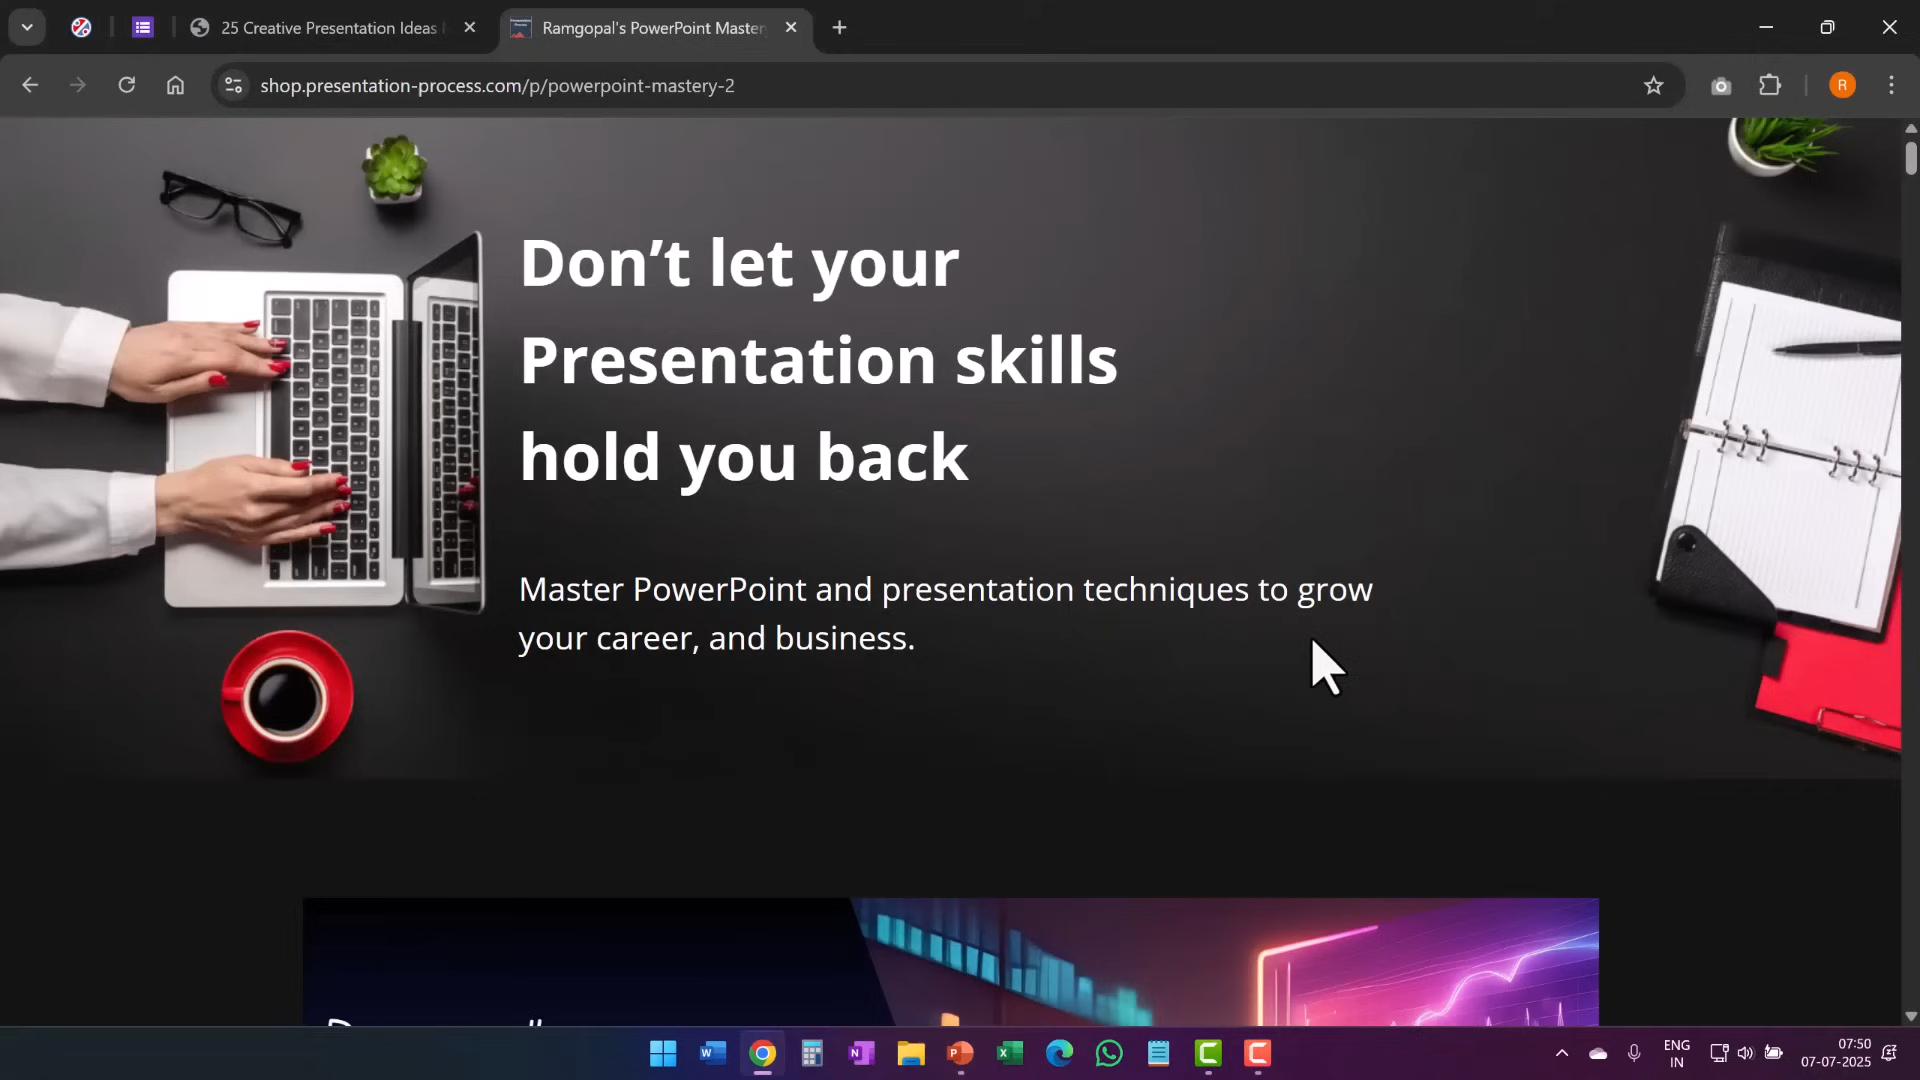 25 Creative Presentation Ideas
Ramgopal's PowerPoint Master
shop.presentation-process.com/p/powerpoint-mastery-2
R
Don’t let your
Presentation skills
hold you back
Master PowerPoint and presentation techniques to grow
your career, and business.
ENG
IN
07:50
07-07-2025